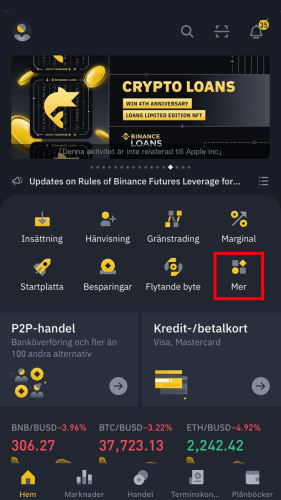 35
CRYPTO LOANS
WIN 4TH ANNIVERSARY
LOANS LIMITED EDITION NFT
BINANCE
LOANS
「Denna aktivitet är inte relaterad till Apple inc」
Updates on Rules of Binance Futures Leverage for...
Insättning
Hänvisning
Gränstrading
Marginal
Startplatta
Besparingar
Flytande byte
Mer
P2P-handel
Banköverföring och fler än
100 andra alternativ
Kredit-/betalkort
Visa, Mastercard
BNB/BUSD-3.96%
BTC/BUSD-3.22%
ETH/BUSD-4.92%
306.27
37,723.13
2,242.42
Hem
Marknader
Handel
Terminskon...
Plånböcker